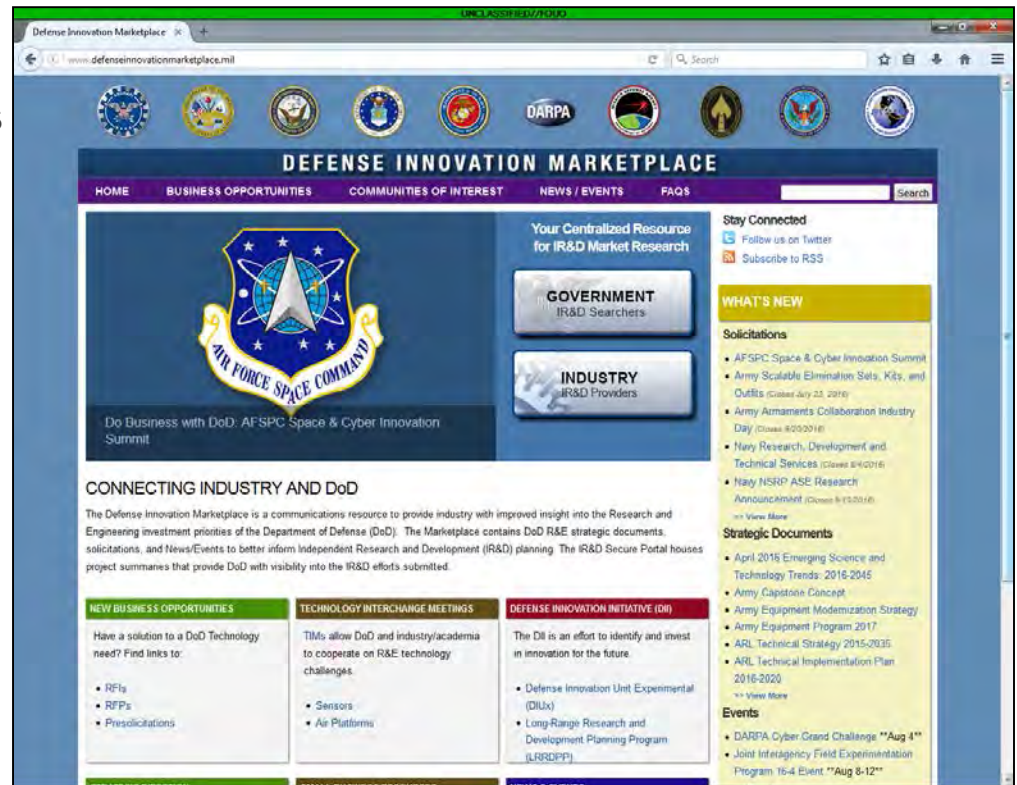 UNCLASSIFIED//FOUO
Defense Innovation Marketplace × +
www.defenseinnovationmarketplace.mil
Search
DARPA
DEFENSE INNOVATION MARKETPLACE
HOME BUSINESS OPPORTUNITIES COMMUNITIES OF INTEREST NEWS / EVENTS FAQS Search
AIR FORCE SPACE COMMAND
Do Business with DoD: AFSPC Space & Cyber Innovation
Summit
Your Centralized Resource
for IR&D Market Research
GOVERNMENT
IR&D Searchers
INDUSTRY
IR&D Providers
CONNECTING INDUSTRY AND DoD
The Defense Innovation Marketplace is a communications resource to provide industry with improved insight into the Research and
Engineering investment priorities of the Department of Defense (DoD). The Marketplace contains DoD R&E strategic documents,
solicitations, and News/Events to better inform Independent Research and Development (IR&D) planning. The IR&D Secure Portal houses
project summaries that provide DoD with visibility into the IR&D efforts submitted.
NEW BUSINESS OPPORTUNITIES
Have a solution to a DoD Technology
need? Find links to:
• RFIs
• RFPs
• Presolicitations
TECHNOLOGY INTERCHANGE MEETINGS
TIMs allow DoD and industry/academia
to cooperate on R&E technology
challenges.
• Sensors
• Air Platforms
DEFENSE INNOVATION INITIATIVE (DII)
The DII is an effort to identify and invest
in innovation for the future.
• Defense Innovation Unit Experimental
(DIUx)
• Long-Range Research and
Development Planning Program
(LRRDPP)
Stay Connected
Follow us on Twitter
Subscribe to RSS
WHAT'S NEW
Solicitations
• AFSPC Space & Cyber Innovation Summit
• Army Scalable Elimination Sets, Kits, and
Outfits (Closes July 22, 2016)
• Army Armaments Collaboration Industry
Day (Closes 9/20/2016)
• Navy Research, Development and
Technical Services (Closes 8/4/2016)
• Navy NSRP ASE Research
Announcement (Closes
>> View More
Strategic Documents
• April 2016 Emerging Science and
Technology Trends: 2016-2045
• Army Capstone Concept
• Army Equipment Modernization Strategy
• Army Equipment Program 2017
• ARL Technical Strategy 2015-2035
• ARL Technical Implementation Plan
2016-2020
>> View More
Events
• DARPA Cyber Grand Challenge **Aug 4**
• Joint Interagency Field Experimentation
Program 16-4 Event **Aug 8-12**